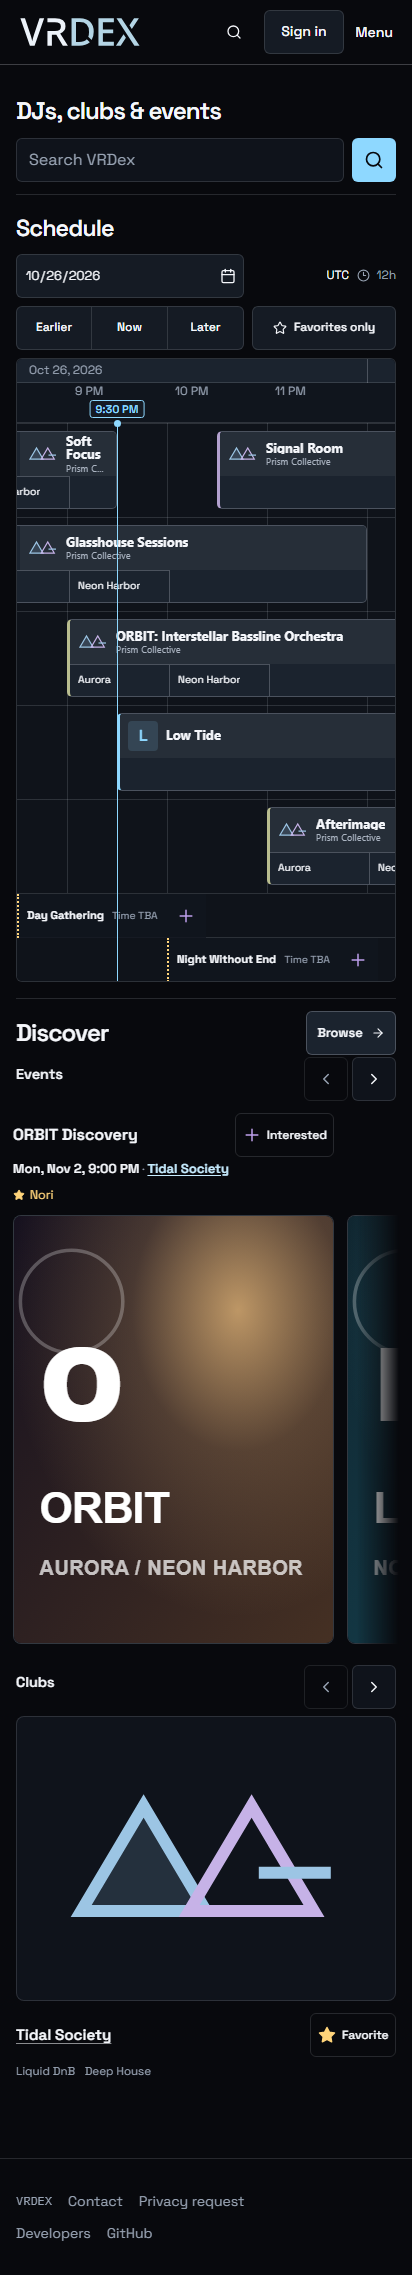 VRDEX
Sign in
Menu
DJs, clubs & events
Search VRDex
Schedule
10/26/2026
UTC 12h
Earlier
Now
Later
Favorites only
Oct 26, 2026
9 PM
10 PM
11 PM
9:30 PM
Soft Focus
Prism C...
Signal Room
Prism Collective
Glasshouse Sessions
Prism Collective
Neon Harbor
ORBIT: Interstellar Bassline Orchestra
Prism Collective
Aurora
Neon Harbor
L
Low Tide
Afterimage
Prism Collective
Aurora
Day Gathering Time TBA
Night Without End Time TBA
Discover
Browse
Events
ORBIT Discovery
Interested
Mon, Nov 2, 9:00 PM · Tidal Society
Nori
O
ORBIT
AURORA / NEON HARBOR
Clubs
Tidal Society
Favorite
Liquid DnB Deep House
VRDEX Contact Privacy request
Developers GitHub